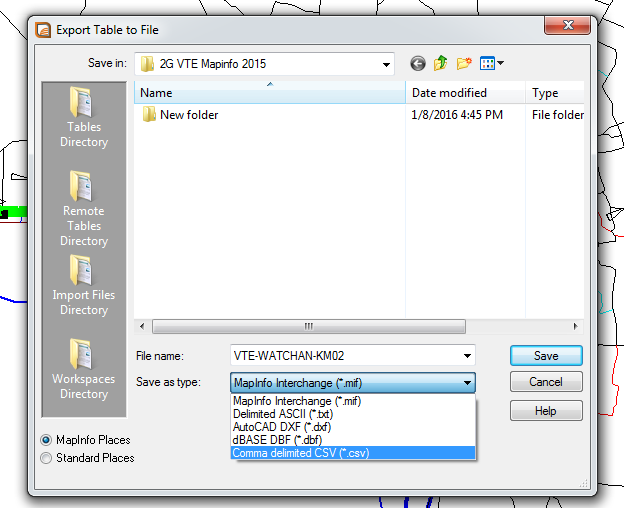 Export Table to File
Save in: 2G VTE Mapinfo 2015
Name Date modified Type
New folder 1/8/2016 4:45 PM File folder
Tables
Directory
Remote
Tables
Directory
Import Files
Directory
Workspaces
Directory
File name: VTE-WATCHAN-KM02 Save
Save as type: MapInfo Interchange (*.mif) Cancel
MapInfo Interchange (*.mif)
Delimited ASCII (*.txt)
AutoCAD DXF (*.dxf)
dBASE DBF (*.dbf)
Comma delimited CSV (*.csv)
Help
MapInfo Places
Standard Places